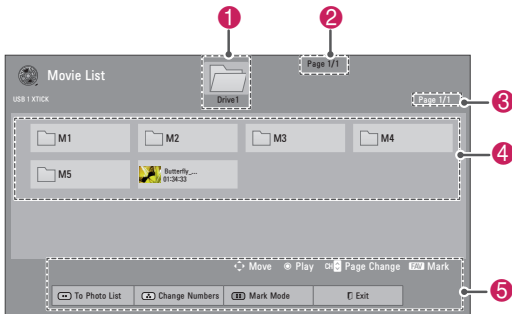 1
2
Page 1/1
Movie List
USB 1 XTICK
Drive1
Page 1/1
3
M1
M2
M3
M4
4
M5
Butterfly_...
01:34:33
Move Play CH Page Change FAV Mark
To Photo List Change Numbers Mark Mode Exit
5